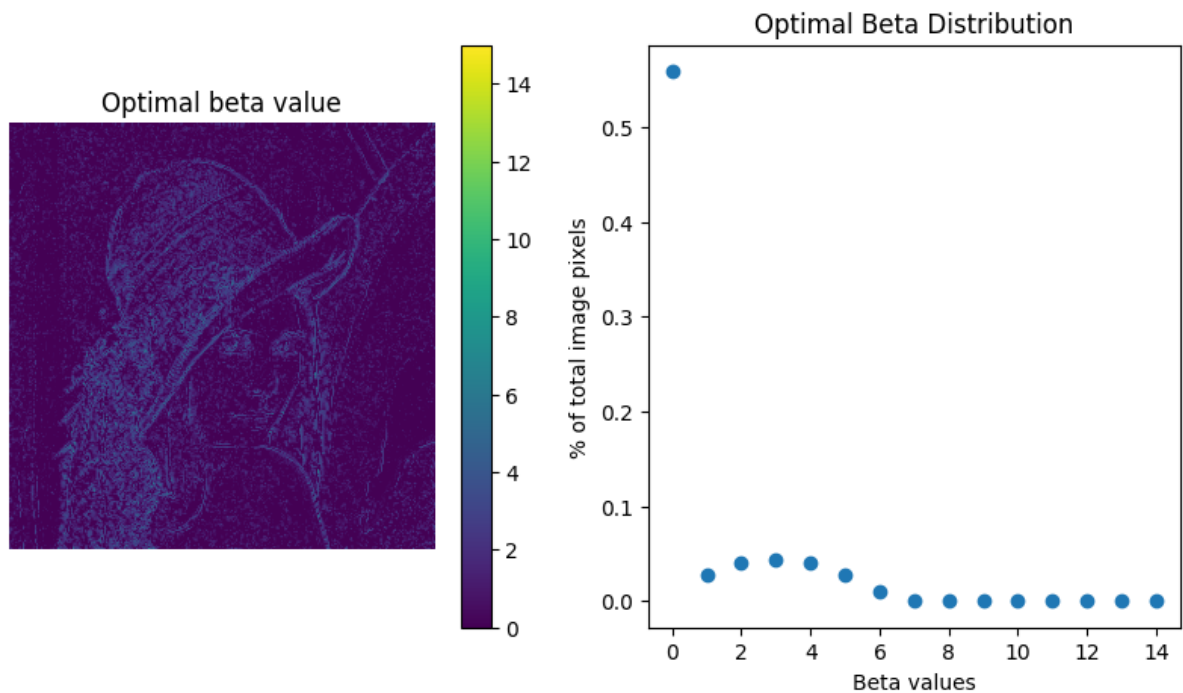 Optimal beta value
14
12
10
8
6
4
2
0
Optimal Beta Distribution
% of total image pixels
0.5
0.4
0.3
0.2
0.1
0.0
0 2 4 6 8 10 12 14
Beta values